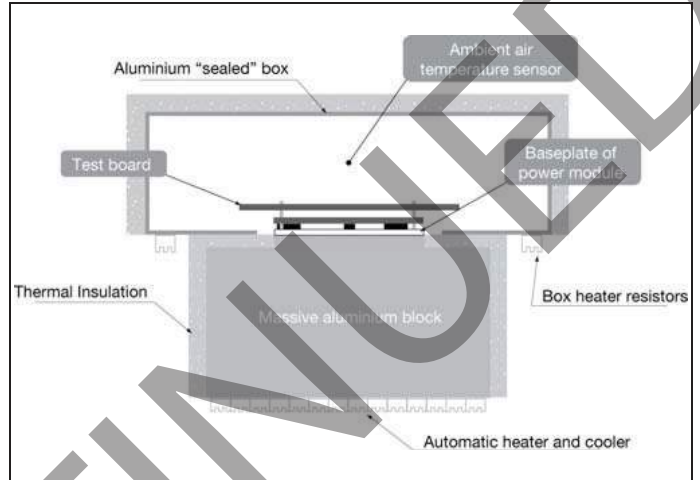 Ambient air
temperature sensor
Aluminium “sealed” box
Baseplate of
power module
Test board
Thermal Insulation
Box heater resistors
Massive aluminium block
Automatic heater and cooler